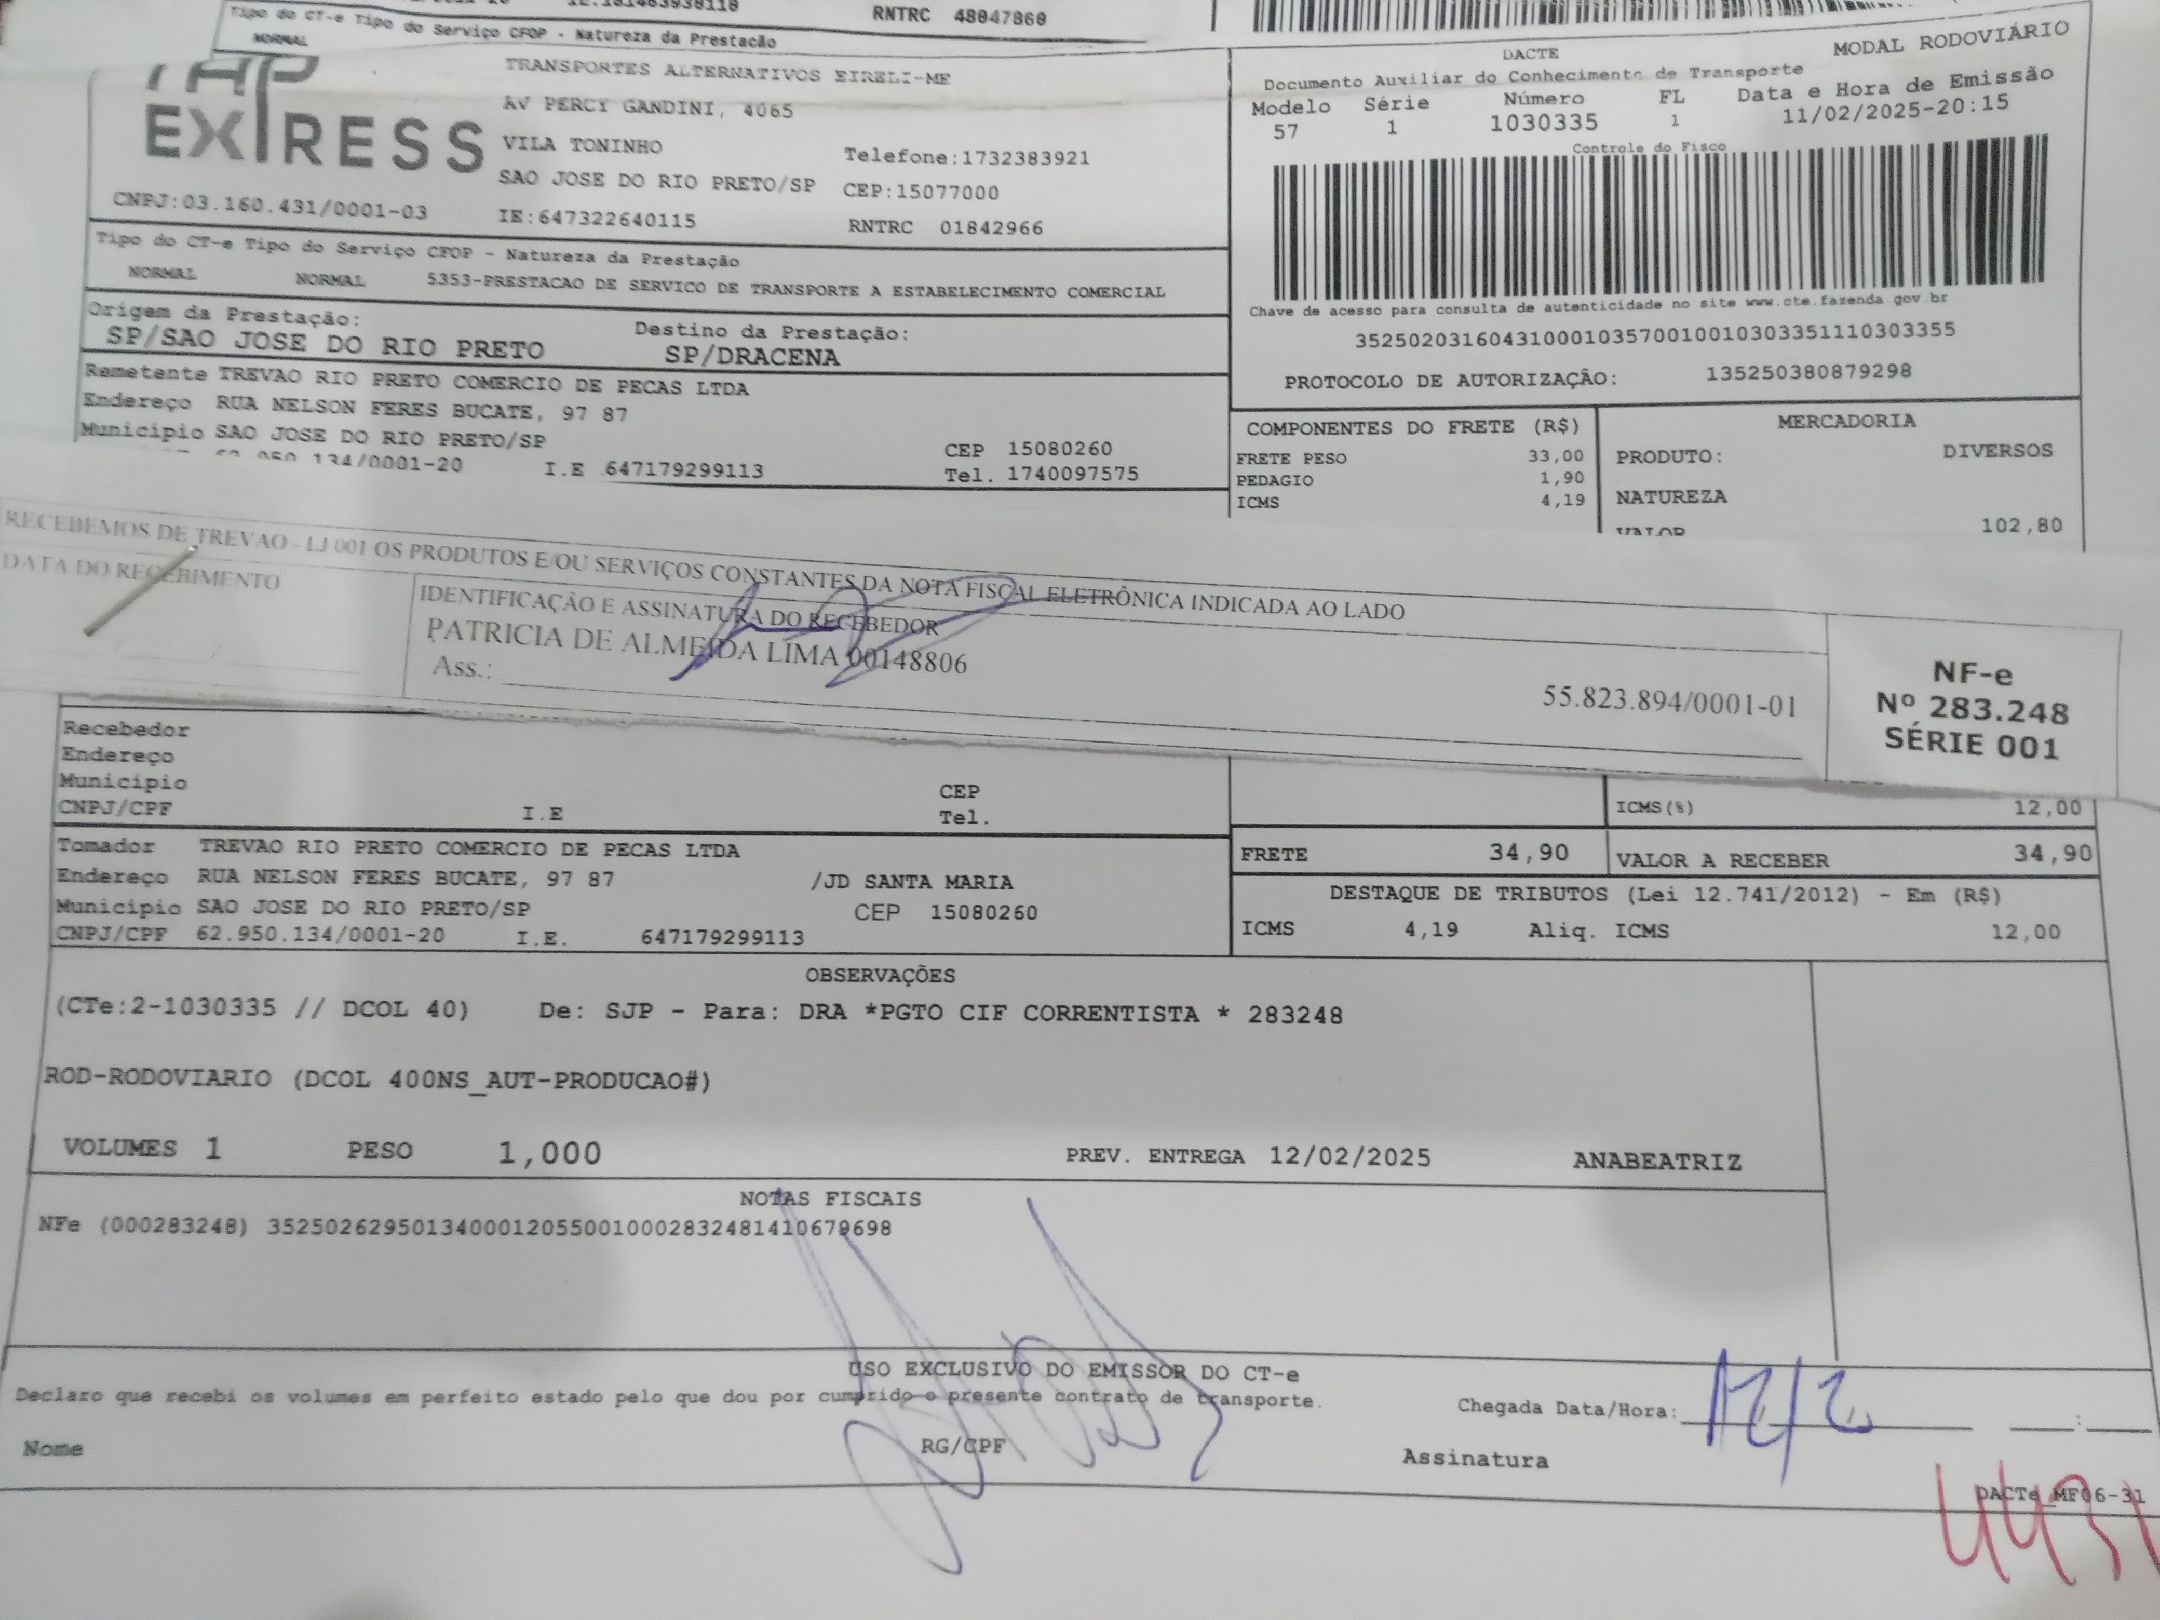 RNTRC 48047860
Tipo do CT-e Tipo do Serviço CFOP - Natureza da Prestação
NORMAL
EXPRESS
CNPJ:03.160.431/0001-03
TRANSPORTES ALTERNATIVOS EIRELI-ME
AV PERCY GANDINI, 4065
VILA TONINHO
Telefone:1732383921
SAO JOSE DO RIO PRETO/SP CEP:15077000
IE:647322640115 RNTRC 01842966
DACTE MODAL RODOVIÁRIO
Documento Auxiliar do Conhecimento de Transporte
Modelo Série Número FL Data e Hora de Emissão
57 1 1030335 1 11/02/2025-20:15
Controle do Fisco
Chave de acesso para consulta de autenticidade no site www.cte.fazenda gov.br
35250203160431000103570010010303351110303355
PROTOCOLO DE AUTORIZAÇÃO: 135250380879298
Tipo do CT-e Tipo do Serviço CFOP - Natureza da Prestação
NORMAL NORMAL 5353-PRESTACAO DE SERVICO DE TRANSPORTE A ESTABELECIMENTO COMERCIAL
Origem da Prestação: Destino da Prestação:
SP/SAO JOSE DO RIO PRETO SP/DRACENA
Remetente TREVAO RIO PRETO COMERCIO DE PECAS LTDA
Endereço RUA NELSON FERES BUCATE, 97 87
Município SAO JOSE DO RIO PRETO/SP CEP 15080260
62.950.134/0001-20 I.E 647179299113 Tel. 1740097575
COMPONENTES DO FRETE (R$)
FRETE PESO 33,00
PEDAGIO 1,90
ICMS 4,19
MERCADORIA
PRODUTO: DIVERSOS
NATUREZA
VALOR 102,80
RECEBEMOS DE TREVAO - LJ 001 OS PRODUTOS E/OU SERVIÇOS CONSTANTES DA NOTA FISCAL ELETRÔNICA INDICADA AO LADO
DATA DO RECEBIMENTO
IDENTIFICAÇÃO E ASSINATURA DO RECEBEDOR
PATRICIA DE ALMEIDA LIMA 00148806
Ass.:
55.823.894/0001-01
NF-e
Nº 283.248
SÉRIE 001
Recebedor
Endereço
Município CEP
CNPJ/CPF I.E Tel.
ICMS(%) 12,00
Tomador TREVAO RIO PRETO COMERCIO DE PECAS LTDA
Endereço RUA NELSON FERES BUCATE, 97 87 /JD SANTA MARIA
Município SAO JOSE DO RIO PRETO/SP CEP 15080260
CNPJ/CPF 62.950.134/0001-20 I.E. 647179299113
FRETE 34,90 VALOR A RECEBER 34,90
DESTAQUE DE TRIBUTOS (Lei 12.741/2012) - Em (R$)
ICMS 4,19 Aliq. ICMS 12,00
OBSERVAÇÕES
(CTe:2-1030335 // DCOL 40) De: SJP - Para: DRA *PGTO CIF CORRENTISTA * 283248
ROD-RODOVIARIO (DCOL 400NS_AUT-PRODUCAO#)
VOLUMES 1 PESO 1,000 PREV. ENTREGA 12/02/2025 ANABEATRIZ
NOTAS FISCAIS
NFe (000283248) 35250262950134000120550010002832481410679698
USO EXCLUSIVO DO EMISSOR DO CT-e
Declaro que recebi os volumes em perfeito estado pelo que dou por cumprido o presente contrato de transporte.
Chegada Data/Hora: 12/2 :
Nome RG/CPF Assinatura
DACTe_MF06-31